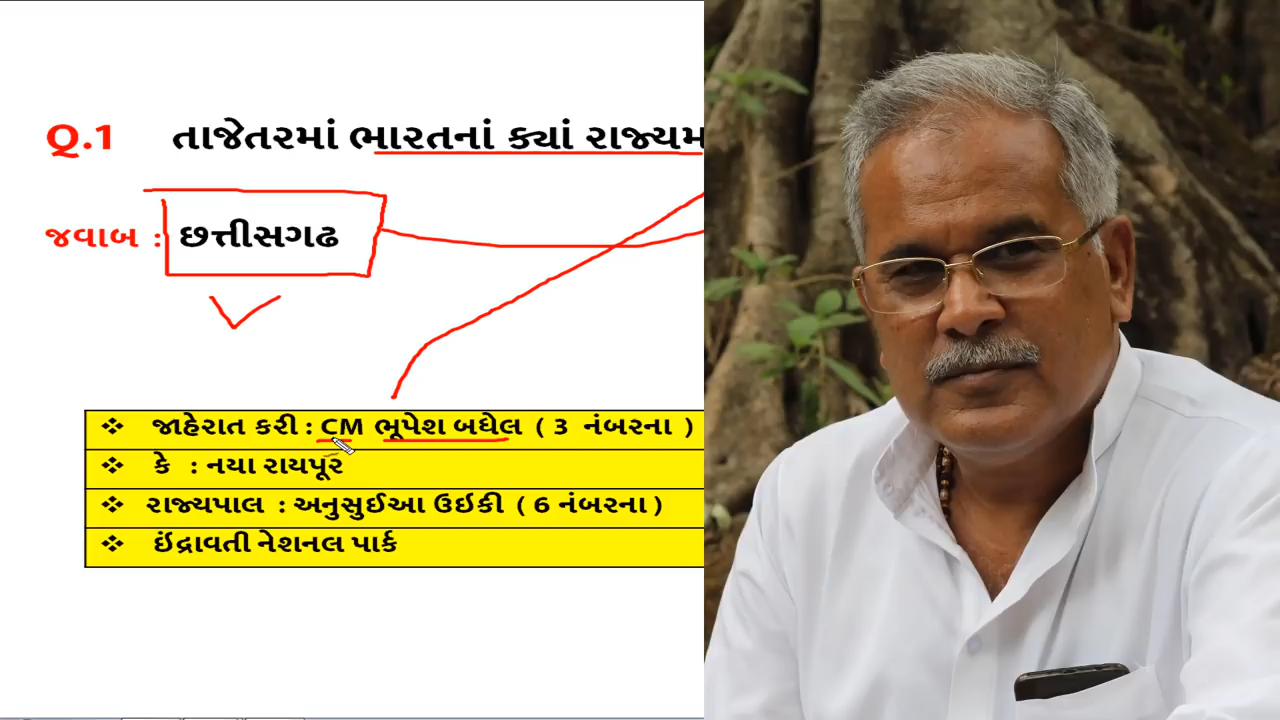 Q.1 તાજેતરમાં ભારતનાં ક્યાં રાજ્યમ
જવાબ : છત્તીસગઢ
❖ જાહેરાત કરી : CM ભૂપેશ બઘેલ ( 3 નંબરના )
❖ કે : નયા રાયપૂર
❖ રાજ્યપાલ : અનુસુઈઆ ઉઇકી ( 6 નંબરના )
❖ ઇંદ્રાવતી નેશનલ પાર્ક